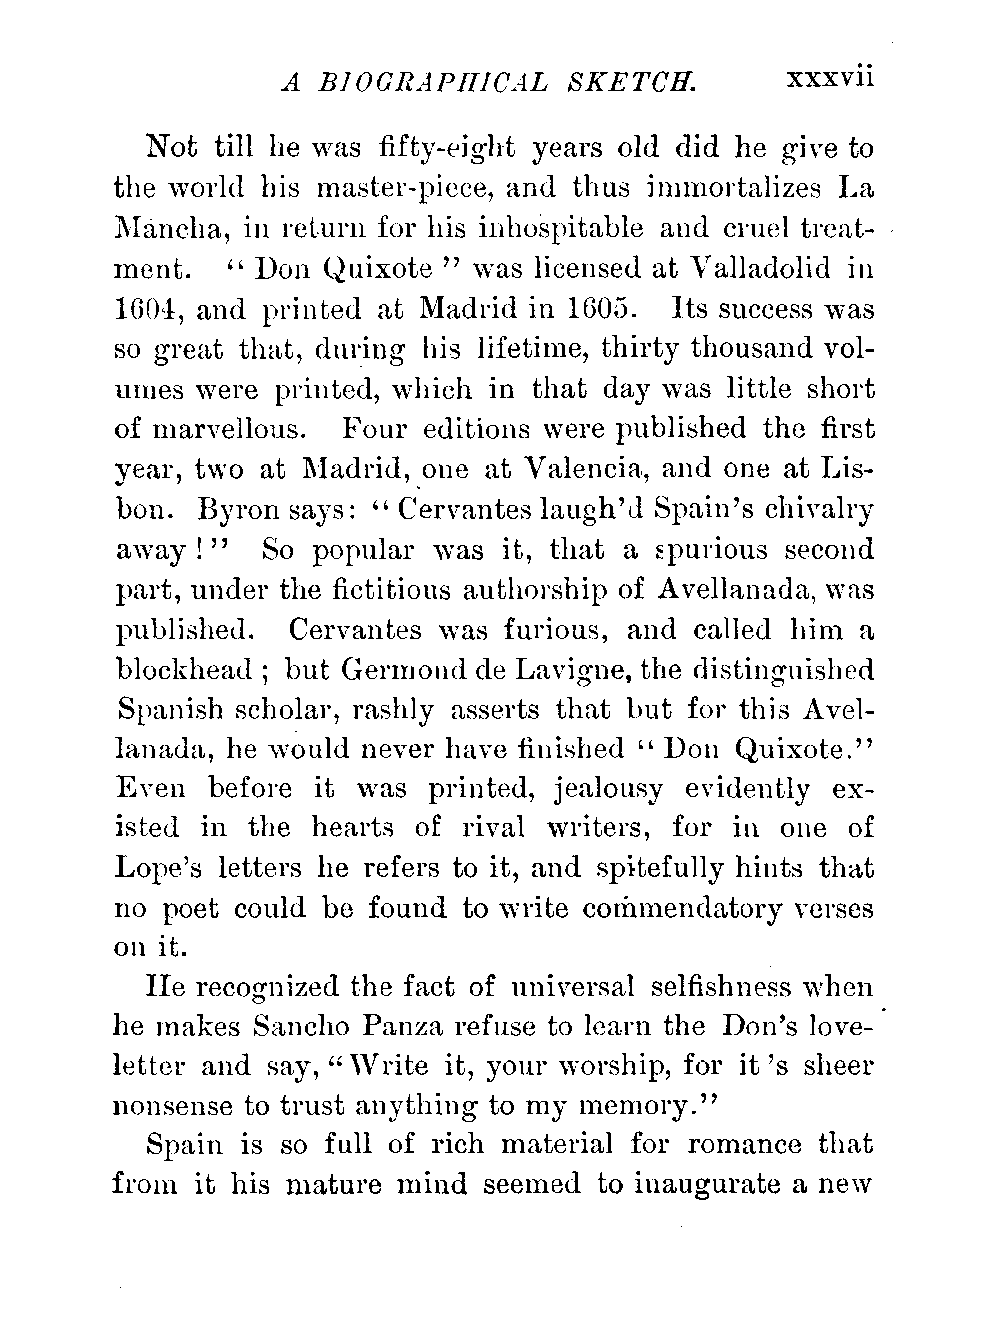 A BIOGRAPHICAL SKETCH. xxxvii
Not till he was fifty-eight years old did he give to
the world his master-piece, and thus immortalizes La
Mancha, in return for his inhospitable and cruel treat-
ment. “ Don Quixote ” was licensed at Valladolid in
1604, and printed at Madrid in 1605. Its success was
so great that, during his lifetime, thirty thousand vol-
umes were printed, which in that day was little short
of marvellous. Four editions were published the first
year, two at Madrid, one at Valencia, and one at Lis-
bon. Byron says: “ Cervantes laugh’d Spain’s chivalry
away ! ” So popular was it, that a spurious second
part, under the fictitious authorship of Avellanada, was
published. Cervantes was furious, and called him a
blockhead ; but Germond de Lavigne, the distinguished
Spanish scholar, rashly asserts that but for this Avel-
lanada, he would never have finished “ Don Quixote.”
Even before it was printed, jealousy evidently ex-
isted in the hearts of rival writers, for in one of
Lope’s letters he refers to it, and spitefully hints that
no poet could be found to write commendatory verses
on it.
He recognized the fact of universal selfishness when
he makes Sancho Panza refuse to learn the Don’s love-
letter and say, “ Write it, your worship, for it ’s sheer
nonsense to trust anything to my memory.”
Spain is so full of rich material for romance that
from it his mature mind seemed to inaugurate a new